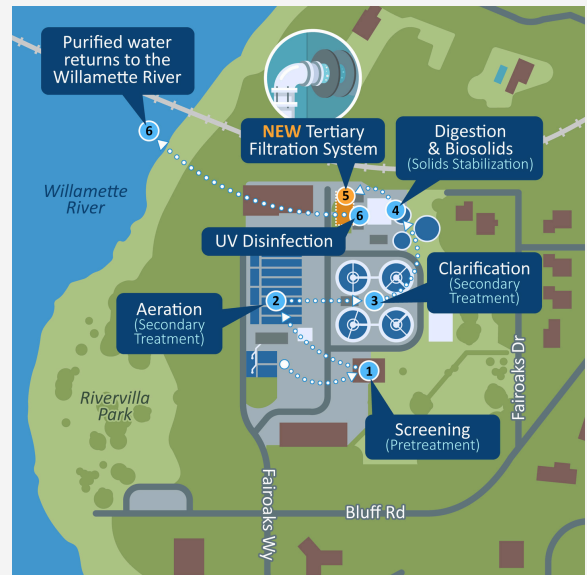 Purified water
returns to the
Willamette River
6
NEW Tertiary
Filtration System
Digestion
& Biosolids
(Solids Stabilization)
5
4
6
Willamette
River
UV Disinfection
Clarification
(Secondary
Treatment)
Aeration
(Secondary
Treatment)
2
3
1
Rivervilla
Park
Screening
(Pretreatment)
Fairoaks Dr
Fairoaks Wy
Bluff Rd